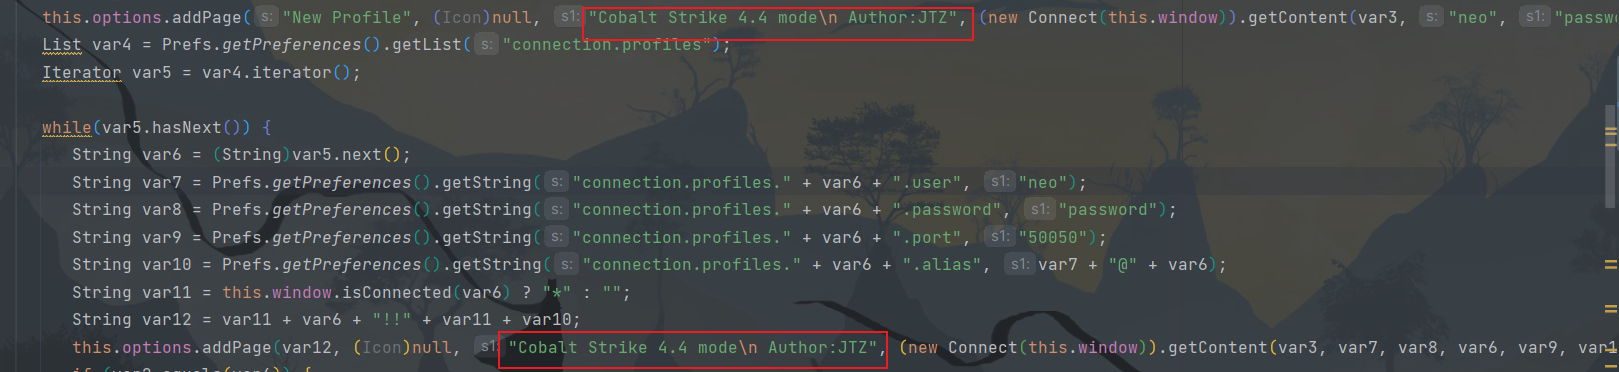 this.options.addPage( s: "New Profile", (Icon)null, s1: "Cobalt Strike 4.4 mode\n Author:JTZ", (new Connect(this.window)).getContent(var3, s: "neo", s1: "passw
List var4 = Prefs.getPreferences().getList( s: "connection.profiles");
Iterator var5 = var4.iterator();
while(var5.hasNext()) {
String var6 = (String)var5.next();
String var7 = Prefs.getPreferences().getString( s: "connection.profiles." + var6 + ".user", s1: "neo");
String var8 = Prefs.getPreferences().getString( s: "connection.profiles." + var6 + ".password", s1: "password");
String var9 = Prefs.getPreferences().getString( s: "connection.profiles." + var6 + ".port", s1: "50050");
String var10 = Prefs.getPreferences().getString( s: "connection.profiles." + var6 + ".alias", s1: var7 + "@" + var6);
String var11 = this.window.isConnected(var6) ? "*" : "";
String var12 = var11 + var6 + "!!" + var11 + var10;
this.options.addPage(var12, (Icon)null, s1: "Cobalt Strike 4.4 mode\n Author:JTZ", (new Connect(this.window)).getContent(var3, var7, var8, var6, var9, var1